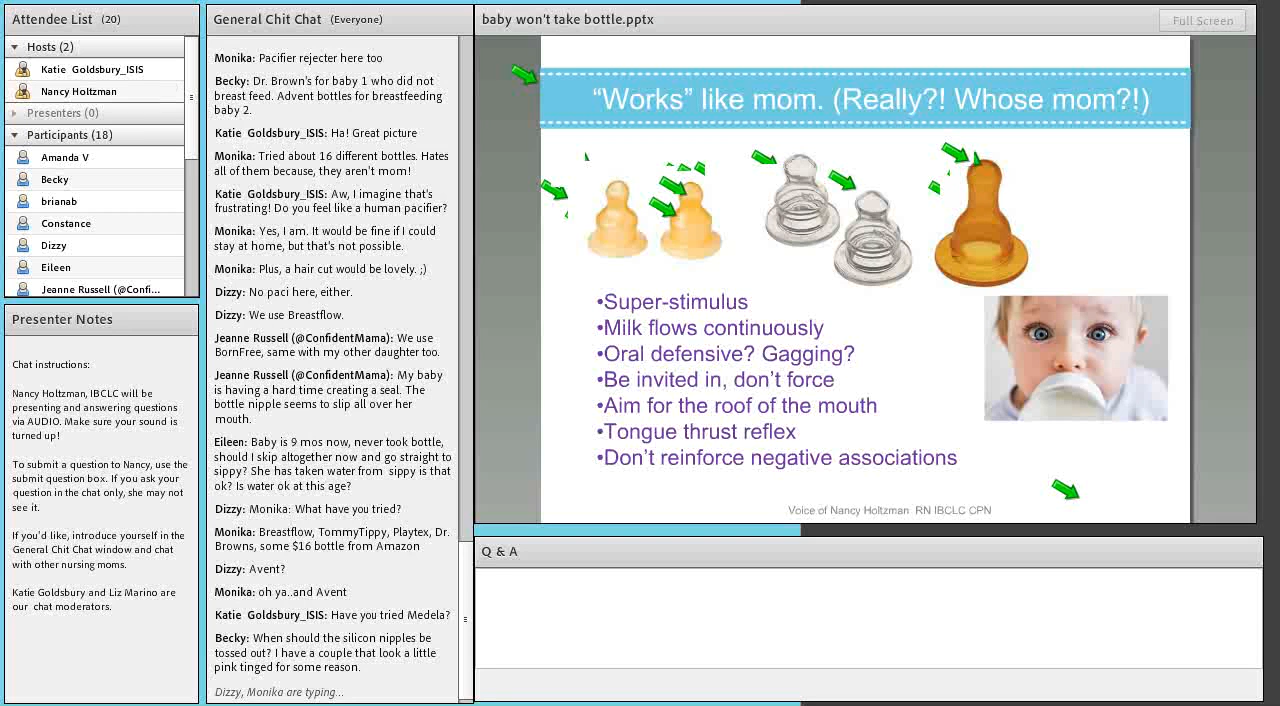 Attendee List (20)
Hosts (2)
Katie Goldsbury_ISIS
Nancy Holtzman
Presenters (0)
Participants (18)
Amanda V
Becky
brianab
Constance
Dizzy
Eileen
Jeanne Russell (@Confi...
Presenter Notes
Chat instructions:
Nancy Holtzman, IBCLC will be
presenting and answering questions
via AUDIO. Make sure your sound is
turned up!
To submit a question to Nancy, use the
submit question box. If you ask your
question in the chat only, she may not
see it.
If you'd like, introduce yourself in the
General Chit Chat window and chat
with other nursing moms.
Katie Goldsbury and Liz Marino are
our chat moderators.
General Chit Chat (Everyone)
Monika: Pacifier rejecter here too
Becky: Dr. Brown's for baby 1 who did not
breast feed. Advent bottles for breastfeeding
baby 2.
Katie Goldsbury_ISIS: Ha! Great picture
Monika: Tried about 16 different bottles. Hates
all of them because, they aren't mom!
Katie Goldsbury_ISIS: Aw, I imagine that's
frustrating! Do you feel like a human pacifier?
Monika: Yes, I am. It would be fine if I could
stay at home, but that's not possible.
Monika: Plus, a hair cut would be lovely. ;)
Dizzy: No paci here, either.
Dizzy: We use Breastflow.
Jeanne Russell (@ConfidentMama): We use
BornFree, same with my other daughter too.
Jeanne Russell (@ConfidentMama): My baby
is having a hard time creating a seal. The
bottle nipple seems to slip all over her
mouth.
Eileen: Baby is 9 mos now, never took bottle,
should I skip altogether now and go straight to
sippy? She has taken water from sippy is that
ok? Is water ok at this age?
Dizzy: Monika: What have you tried?
Monika: Breastflow, TommyTippy, Playtex, Dr.
Browns, some $16 bottle from Amazon
Dizzy: Avent?
Monika: oh ya..and Avent
Katie Goldsbury_ISIS: Have you tried Medela?
Becky: When should the silicon nipples be
tossed out? I have a couple that look a little
pink tinged for some reason.
Dizzy, Monika are typing...
baby won't take bottle.pptx
Full Screen
“Works” like mom. (Really?! Whose mom?!)
•Super-stimulus
•Milk flows continuously
•Oral defensive? Gagging?
•Be invited in, don’t force
•Aim for the roof of the mouth
•Tongue thrust reflex
•Don’t reinforce negative associations
Voice of Nancy Holtzman RN IBCLC CPN
Q & A